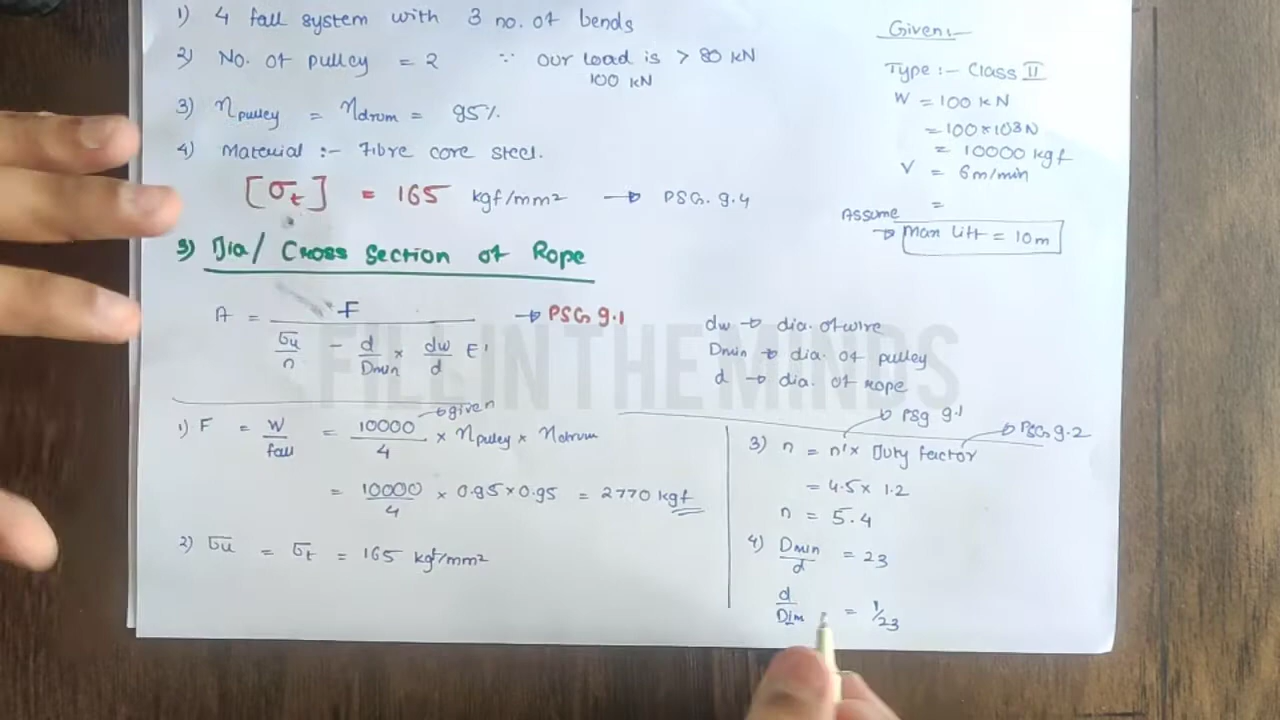 1) 4 fall system with 3 no. of bends
2) No. of pulley = 2 ∵ our load is > 80 kN
100 kN
3) ηpulley = ηdrum = 95%
4) Material :- Fibre core steel.
[σt] = 165 kgf/mm² → PSG. 9.4
Given:-
Type :- Class II
W = 100 kN
= 100×103N
= 10000 kgf
V = 6m/min
=
Assume
→ Max lift = 10m
3) Dia/ Cross Section of Rope
A = F / (σu/n - d/Dmin × dw/d E') → PSG 9.1
dw → dia. of wire
Dmin → dia. of pulley
d → dia. of rope
FILL IN THE MINDS
1) F = W/fall = 10000/4 × ηpulley × ηdrum → given
= 10000/4 × 0.95×0.95 = 2770 kgf
2) σu = σt = 165 kgf/mm²
→ PSG 9.1 → PSG 9.2
3) n = n'× Duty factor
= 4.5 × 1.2
n = 5.4
4) Dmin/d = 23
d/Dim = 1/23